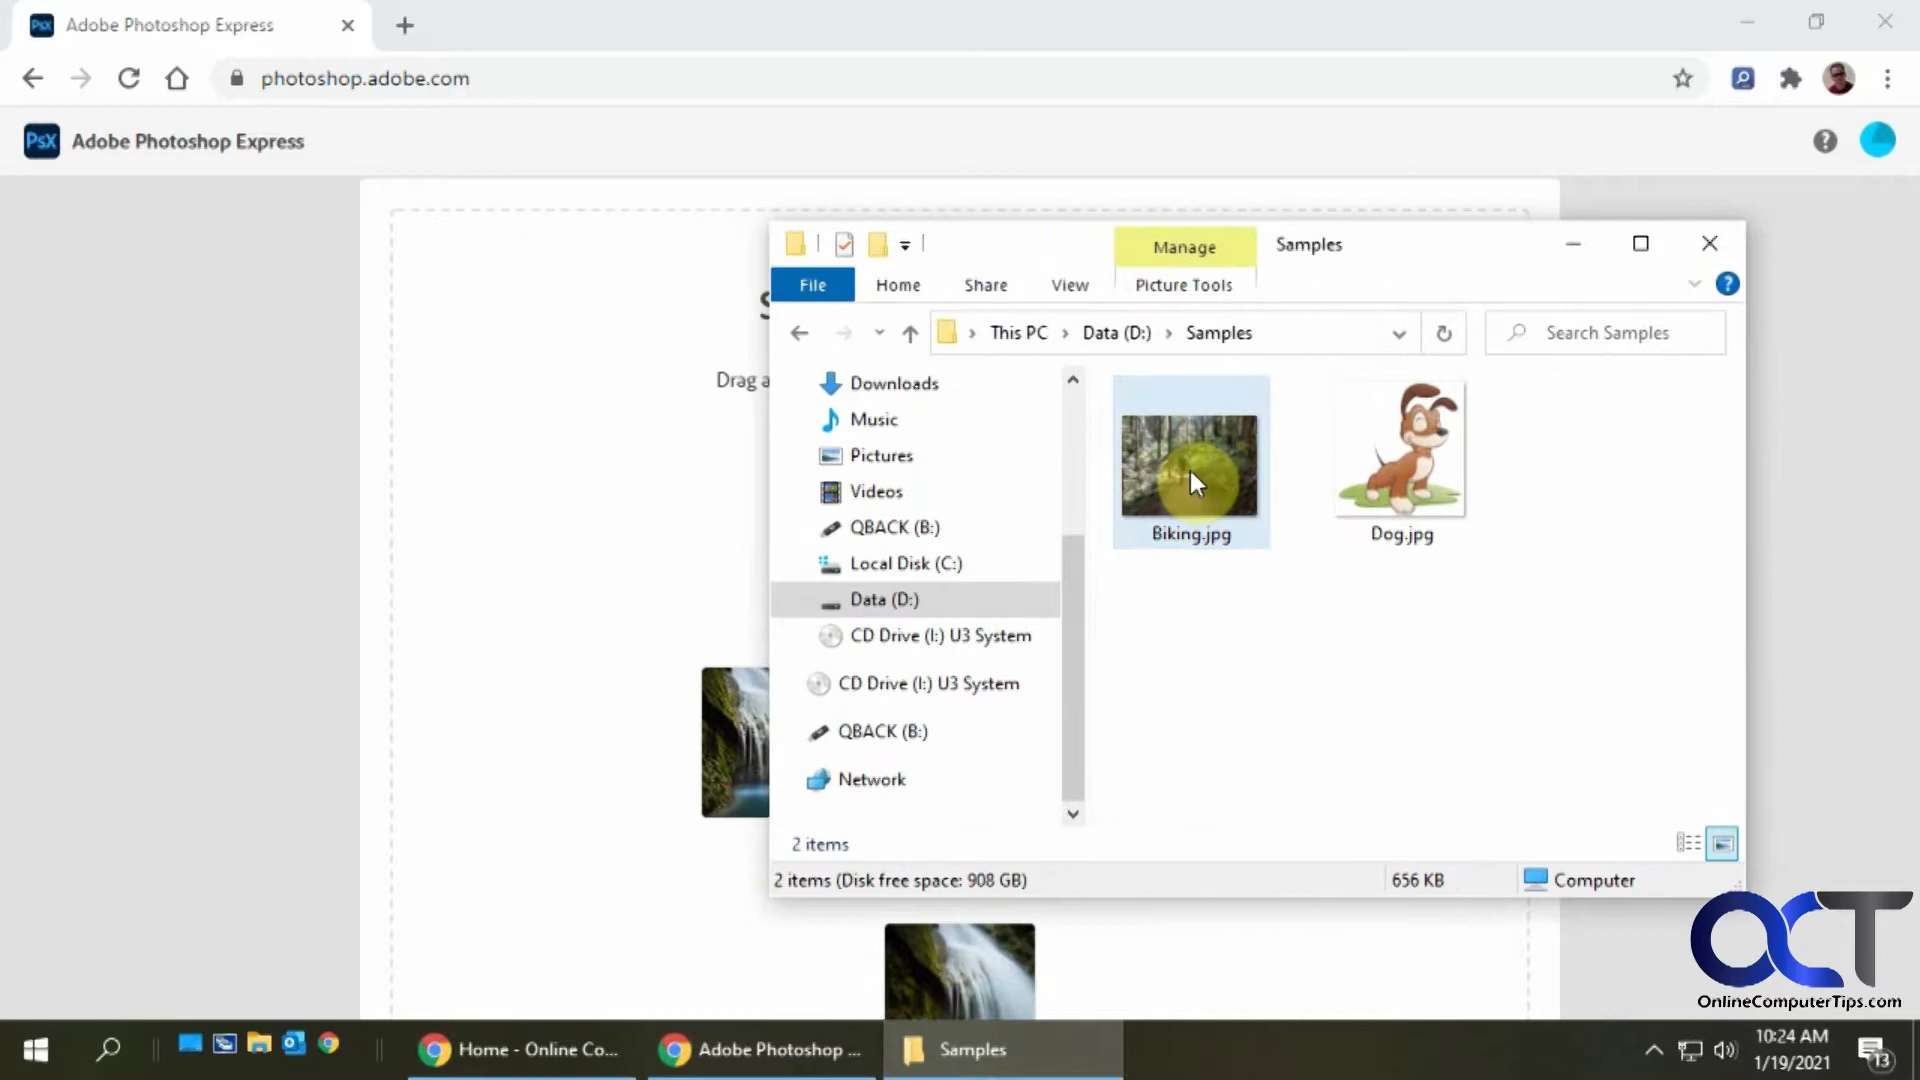 Adobe Photoshop Express
photoshop.adobe.com
PsX Adobe Photoshop Express
Manage
Samples
File
Home
Share
View
Picture Tools
This PC
Data (D:)
Samples
Search Samples
Drag a
Downloads
Music
Pictures
Videos
QBACK (B:)
Local Disk (C:)
Data (D:)
CD Drive (I:) U3 System
CD Drive (I:) U3 System
QBACK (B:)
Network
Biking.jpg
Dog.jpg
2 items
2 items (Disk free space: 908 GB)
656 KB
Computer
OCT
OnlineComputerTips.com
Home - Online Co...
Adobe Photoshop ...
Samples
10:24 AM
1/19/2021
13